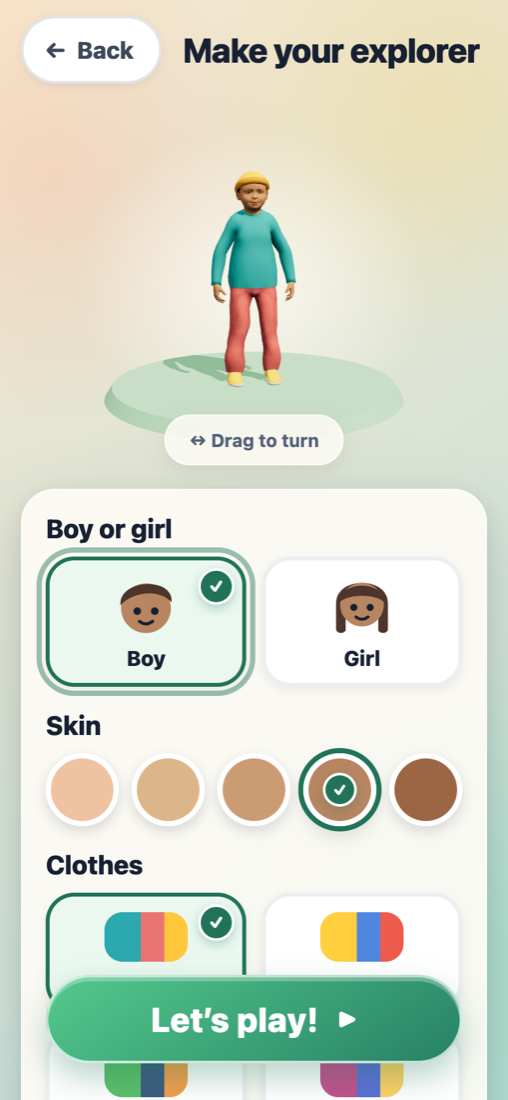 Back
Make your explorer
Drag to turn
Boy or girl
Boy
Girl
Skin
Clothes
Let’s play!